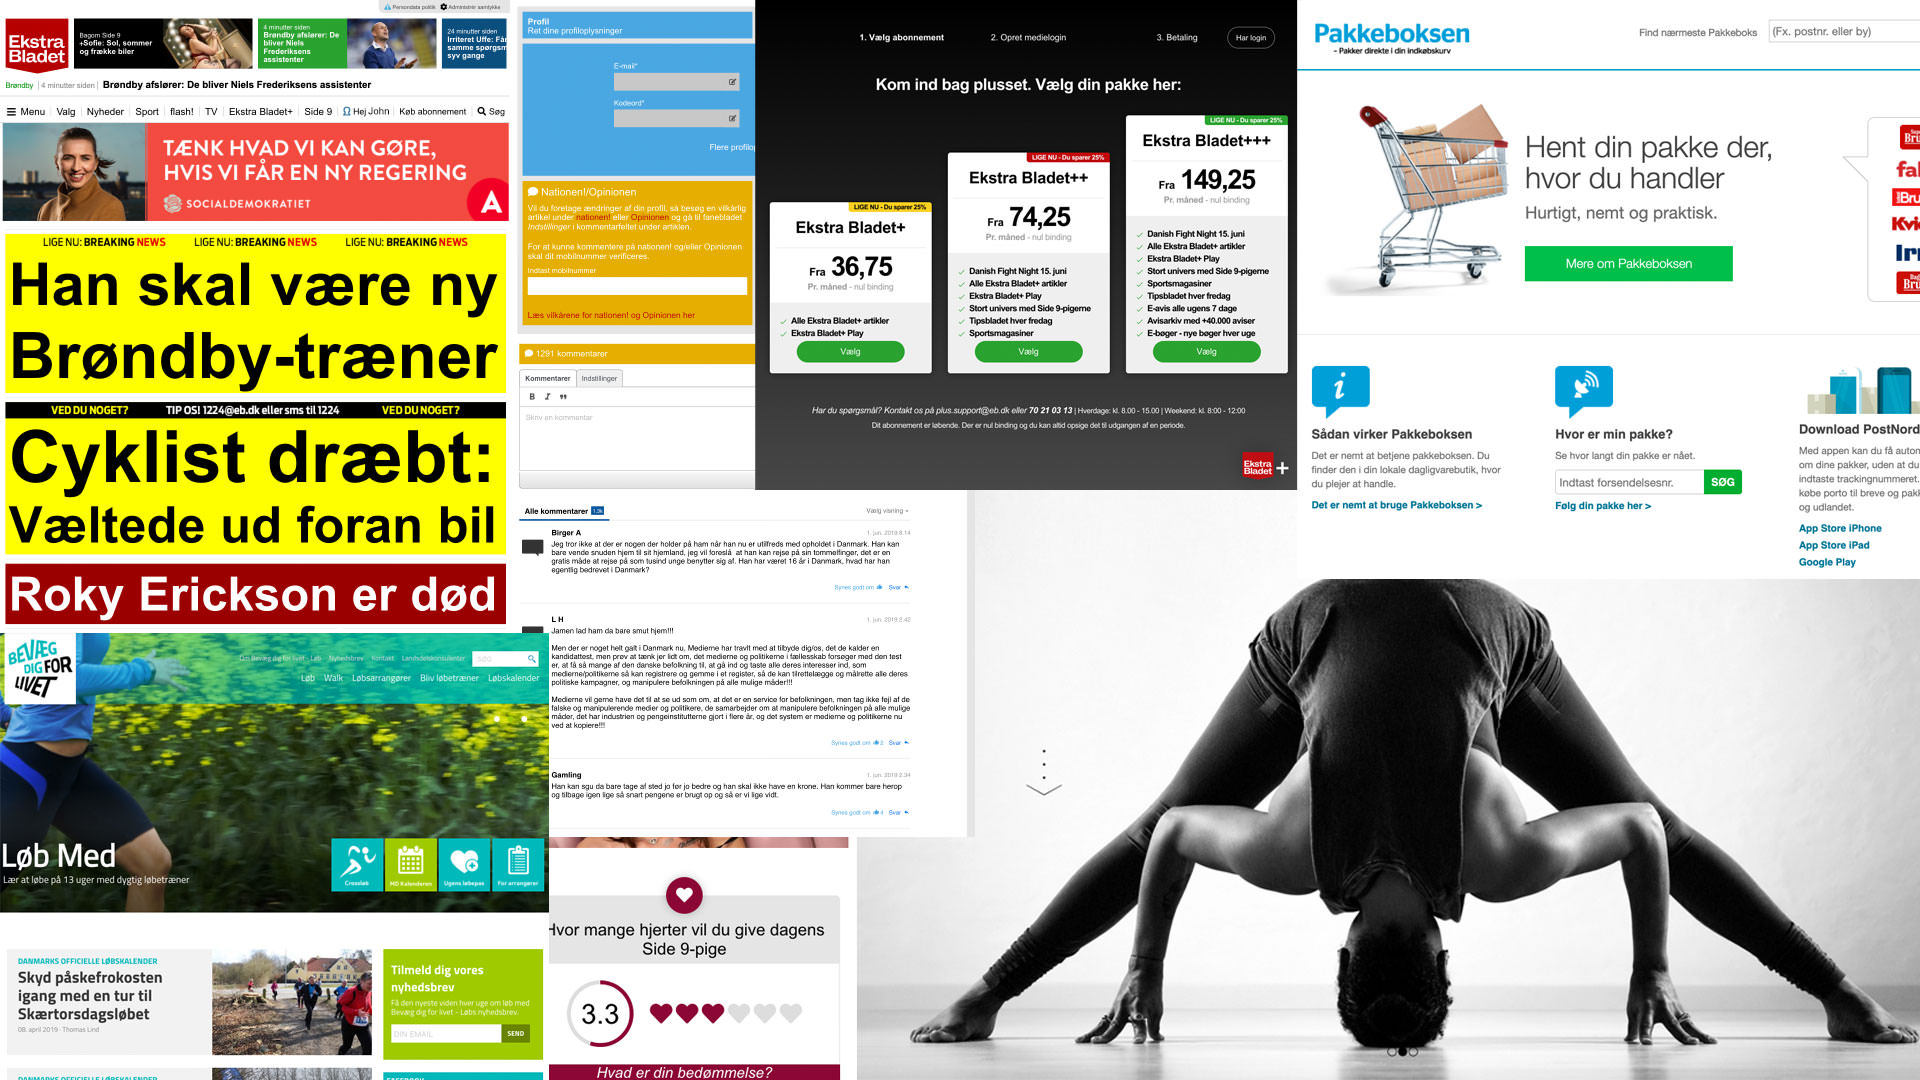 Persondata politik
Administrér samtykke
Ekstra
Bladet
Bagom Side 9
+Sofie: Sol, sommer
og frække biler
4 minutter siden
Brøndby afslører: De
bliver Niels
Frederiksens
assistenter
24 minutter siden
Irriteret Uffe: Får
samme spørgsm
syv gange
Brøndby | 4 minutter siden | Brøndby afslører: De bliver Niels Frederiksens assistenter
Menu Valg Nyheder Sport flash! TV Ekstra Bladet+ Side 9 Hej John Køb abonnement Søg
TÆNK HVAD VI KAN GØRE,
HVIS VI FÅR EN NY REGERING
SOCIALDEMOKRATIET
A
LIGE NU: BREAKING NEWS LIGE NU: BREAKING NEWS LIGE NU: BREAKING NEWS
Han skal være ny
Brøndby-træner
VED DU NOGET? TIP OS! 1224@eb.dk eller sms til 1224 VED DU NOGET?
Cyklist dræbt:
Væltede ud foran bil
Roky Erickson er død
BEVÆG
DIG FOR
LIVET
Om Bevæg dig for livet - Løb Nyhedsbrev Kontakt Landsdelskonsulenter
SØG
Løb Walk Løbsarrangører Bliv løbetræner Løbskalender
Løb Med
Lær at løbe på 13 uger med dygtig løbetræner
Crossløb
MD Kalenderen
Ugens løbepas
For arrangører
DANMARKS OFFICIELLE LØBSKALENDER
Skyd påskefrokosten
igang med en tur til
Skærtorsdagsløbet
08. april 2019 · Thomas Lind
DANMARKS OFFICIELLE LØBSKALENDER
Tilmeld dig vores
nyhedsbrev
Få den nyeste viden hver uge om løb med
Bevæg dig for livet - Løbs nyhedsbrev.
DIN EMAIL
SEND
FACEBOOK
Profil
Ret dine profiloplysninger
E-mail*
Kodeord*
Flere profilo
Nationen!/Opinionen
Vil du foretage ændringer af din profil, så besøg en vilkårlig
artikel under nationen! eller Opinionen og gå til fanebladet
Indstillinger i kommentarfeltet under artiklen.
For at kunne kommentere på nation! og/eller Opinionen
skal dit mobilnummer verificeres.
Indtast mobilnummer
Læs vilkårene for nationen! og Opinionen her
1291 kommentarer
Kommentarer Indstillinger
B I
Skriv en kommentar
Alle kommentarer 1.3k
Vælg visning
Birger A
1. jun. 2019 8.14
Jeg tror ikke at der er nogen der holder på ham når han nu er utilfreds med opholdet i Danmark. Han kan
bare vende snuden hjem til sit hjemland, jeg vil foreslå at han kan rejse på sin tommelfinger, det er en
gratis måde at rejse på som tusind unge benytter sig af. Han har været 16 år i Danmark, hvad har han
egentlig bedrevet i Danmark?
Synes godt om Svar
L H
1. jun. 2019 2.42
Jamen lad ham da bare smut hjem!!!
Men der er noget helt galt i Danmark nu, Medierne har travlt med at tilbyde dig/os, det de kalder en
kandidattest, men prøv at tænk jer lidt om, det medierne og politikerne i fællesskab forsøger med den test
er, at få så mange af den danske befolkning til, at gå ind og taste alle deres interesser ind, som
medierne/politikerne så kan registrere og gemme i et register, så de kan tilrettelægge og målrette alle deres
politiske kampagner, og manipulere befolkningen på alle mulige måder!!!
Medierne vil gerne have det til at se ud som om, at det er en service for befolkningen, men tag ikke fejl af de
falske og manipulerende medier og politikere, de samarbejder om at manipulere befolkningen på alle mulige
måder, det har industrien og pengeinstitutterne gjort i flere år, og det system er medierne og politikerne nu
ved at kopiere!!!
Synes godt om 2 Svar
Gamling
1. jun. 2019 2.34
Han kan sgu da bare tage af sted jo før jo bedre og han skal ikke have en krone. Han kommer bare herop
og tilbage igen lige så snart pengene er brugt op og så er vi lige vidt.
Synes godt om 4 Svar
Hvor mange hjerter vil du give dagens
Side 9-pige
3.3
Hvad er din bedømmelse?
1. Vælg abonnement 2. Opret medielogin 3. Betaling Har login
Kom ind bag plusset. Vælg din pakke her:
LIGE NU - Du sparer 25%
Ekstra Bladet+
Fra 36,75
Pr. måned - nul binding
Alle Ekstra Bladet+ artikler
Ekstra Bladet+ Play
Vælg
LIGE NU - Du sparer 25%
Ekstra Bladet++
Fra 74,25
Pr. måned - nul binding
Danish Fight Night 15. juni
Alle Ekstra Bladet+ artikler
Ekstra Bladet+ Play
Stort univers med Side 9-pigerne
Tipsbladet hver fredag
Sportsmagasiner
Vælg
LIGE NU - Du sparer 25%
Ekstra Bladet+++
Fra 149,25
Pr. måned - nul binding
Danish Fight Night 15. juni
Alle Ekstra Bladet+ artikler
Ekstra Bladet+ Play
Stort univers med Side 9-pigerne
Sportsmagasiner
Tipsbladet hver fredag
E-avis alle ugens 7 dage
Avisarkiv med +40.000 aviser
E-bøger - nye bøger hver uge
Vælg
Har du spørgsmål? Kontakt os på plus.support@eb.dk eller 70 21 03 13 | Hverdage: kl. 8.00 - 15.00 | Weekend: kl. 8:00 - 12:00
Dit abonnement er løbende. Der er nul binding og du kan altid opsige det til udgangen af en periode.
Ekstra
Bladet +
Pakkeboksen
- Pakker direkte i din indkøbskurv
Find nærmeste Pakkeboks
(Fx. postnr. eller by)
Hent din pakke der,
hvor du handler
Hurtigt, nemt og praktisk.
Mere om Pakkeboksen
Sådan virker Pakkeboksen
Det er nemt at betjene pakkeboksen. Du
finder den i din lokale dagligvarebutik, hvor
du plejer at handle.
Det er nemt at bruge Pakkeboksen >
Hvor er min pakke?
Se hvor langt din pakke er nået.
Indtast forsendelsesnr.
SØG
Følg din pakke her >
Download PostNord
Med appen kan du få autor
om dine pakker, uden at du
indtaste trackingnummeret.
købe porto til breve og pakk
og udlandet.
App Store iPhone
App Store iPad
Google Play